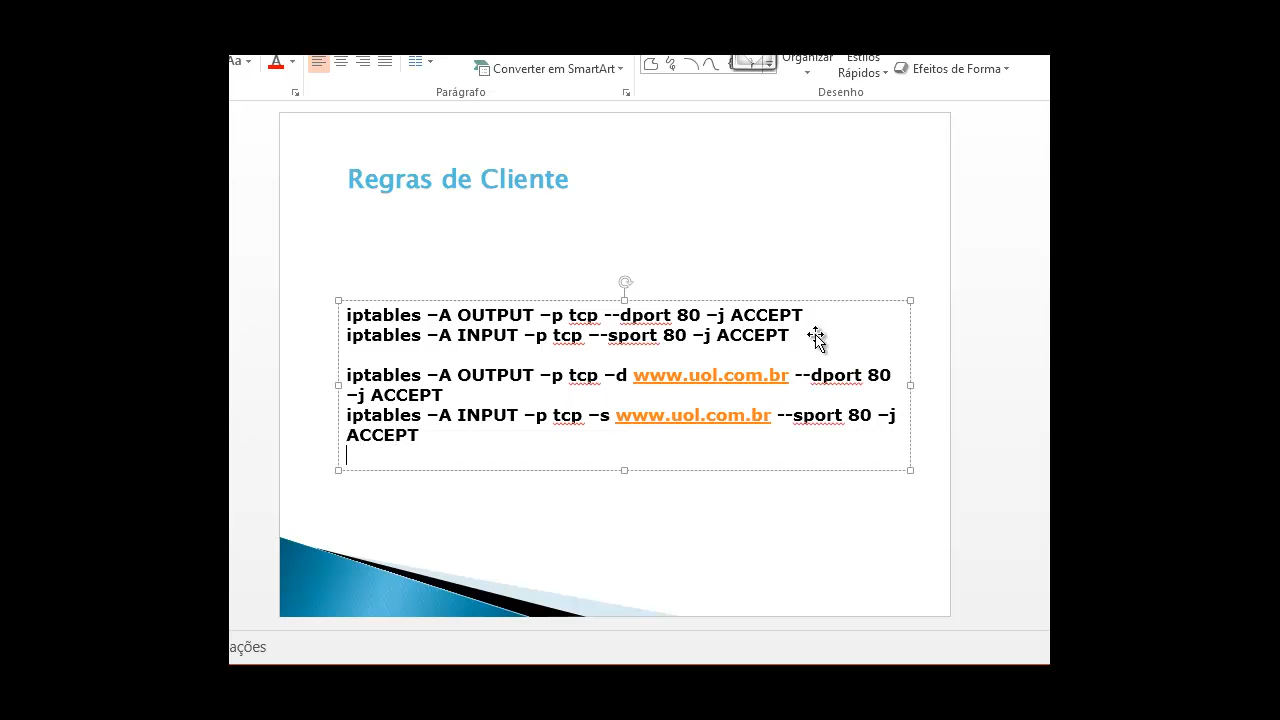 Aa
A
Converter em SmartArt
Organizar
Estilos
Rápidos
Efeitos de Forma
Parágrafo
Desenho
Regras de Cliente
iptables –A OUTPUT –p tcp --dport 80 –j ACCEPT
iptables –A INPUT –p tcp –-sport 80 –j ACCEPT
iptables –A OUTPUT –p tcp –d www.uol.com.br --dport 80
–j ACCEPT
iptables –A INPUT –p tcp –s www.uol.com.br --sport 80 –j
ACCEPT
ações